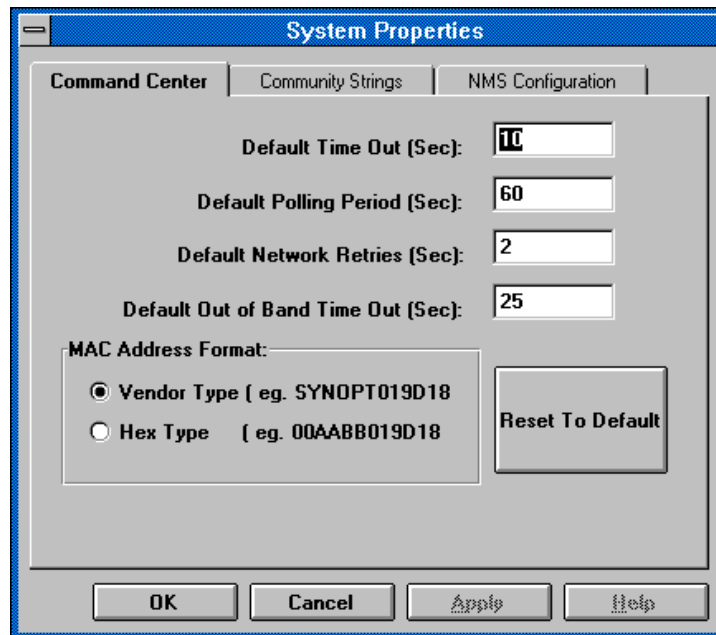 System Properties
Command Center
Community Strings
NMS Configuration
Default Time Out (Sec):
10
Default Polling Period (Sec):
60
Default Network Retries (Sec):
2
Default Out of Band Time Out (Sec):
25
MAC Address Format:
Vendor Type ( eg. SYNOPT019D18
Hex Type ( eg. 00AABB019D18
Reset To Default
OK
Cancel
Apply
Help